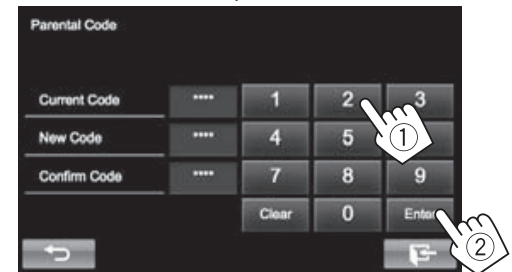 Parental Code
Current Code **** 1 2 3
New Code **** 4 5
Confirm Code **** 7 8 9
Clear 0 Enter
1
2